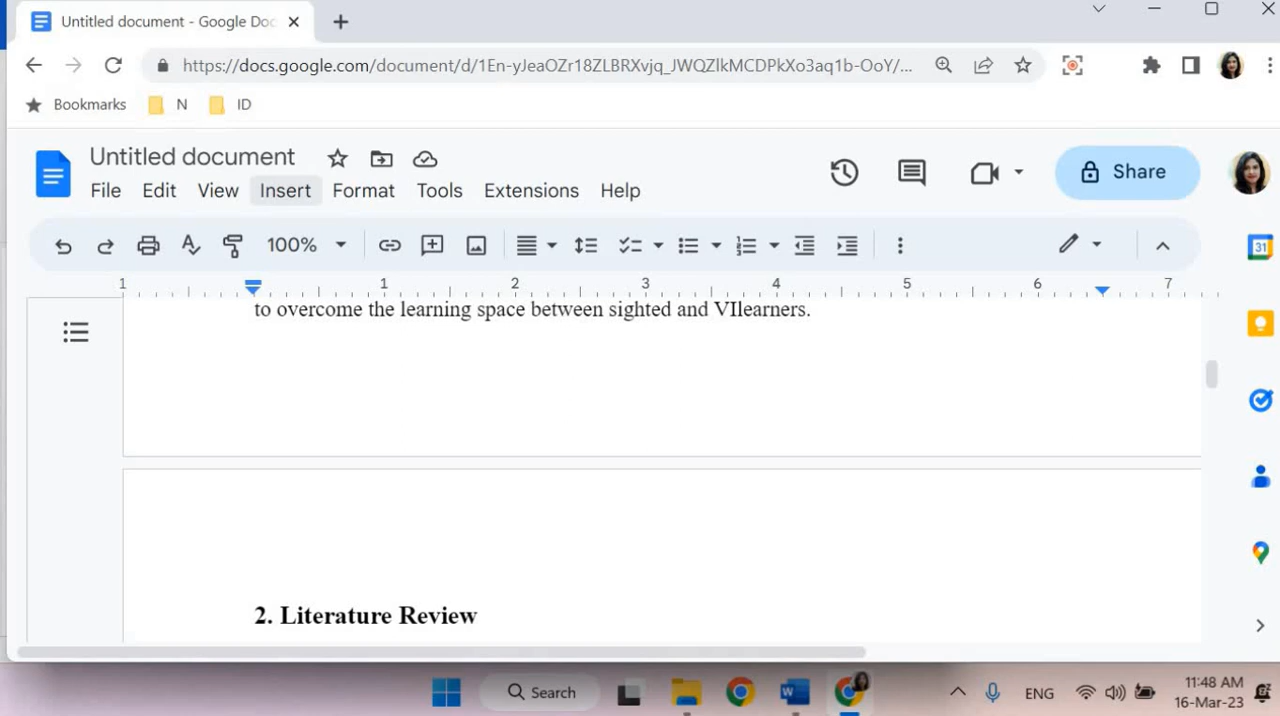 Untitled document - Google Doc
https://docs.google.com/document/d/1En-yJeaOZr18ZLBRXvjq_JWQZlkMCDPkXo3aq1b-OoY/...
Bookmarks N ID
Untitled document
File Edit View Insert Format Tools Extensions Help
Share
100%
31
1 1 2 3 4 5 6 7
to overcome the learning space between sighted and VIlearners.
2. Literature Review
Search
ENG
11:48 AM
16-Mar-23